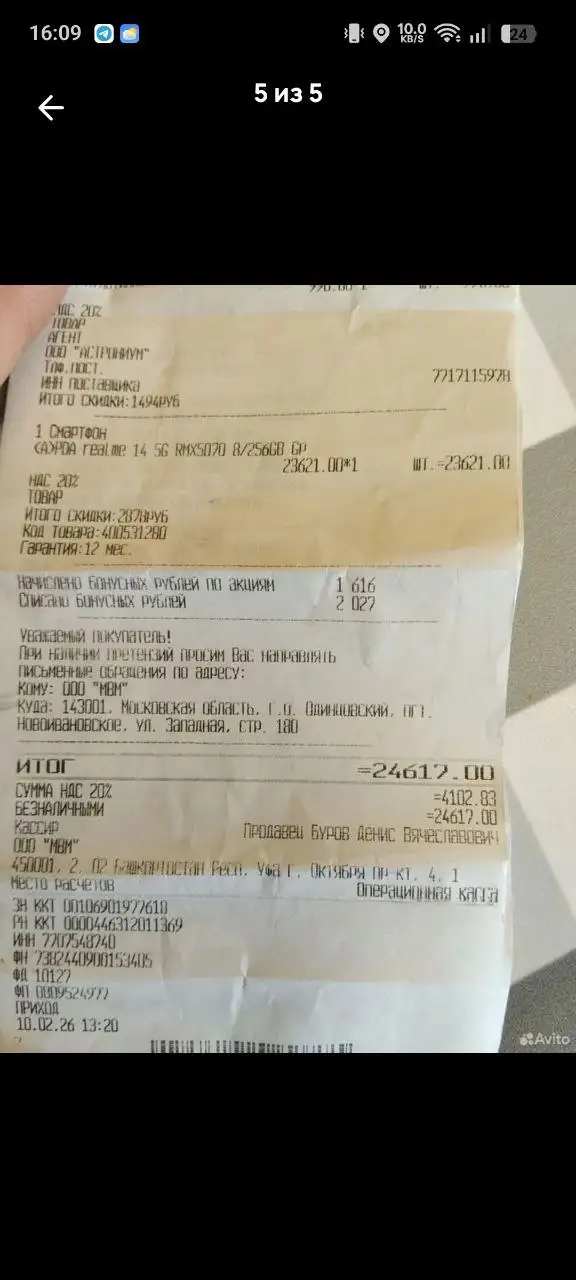 16:09
10.0
KB/S
24
5 из 5
НДС 20%
ТОВАР
АГЕНТ
ООО "АСТРОНИУМ"
ТЛФ.ПОСТ.
ИНН ПОСТАВЩИКА 7717115978
ИТОГО СКИДКИ:1494РУБ
1 Смартфон
<A>РОА realme 14 5G RMX5070 8/256GB GP
23621.00*1 ШТ.=23621.00
НДС 20%
ТОВАР
ИТОГО СКИДКИ:2878РУБ
Код товара:400531280
Гарантия:12 мес.
Начислено бонусных рублей по акциям 1 616
Списано бонусных рублей 2 027
Уважаемый покупатель!
При наличии претензий просим Вас направлять
письменные обращения по адресу:
Кому: ООО "МВМ"
Куда: 143001, Московская область, г.о. Одинцовский, пгт.
Новоивановское, ул. Западная, стр. 180
ИТОГ =24617.00
СУММА НДС 20% =4102.83
БЕЗНАЛИЧНЫМИ =24617.00
Кассир Продавец Буров Денис Вячеславович
ООО "МВМ"
450001, 2, 02 Башкортостан Респ, Уфа г, Октября пр-кт, 4, 1
Место расчетов Операционная касса
ЗН ККТ 00106901977618
РН ККТ 0000446312011369
ИНН 7707548740
ФН 7382440900153405
ФД 10127
ФП 0809524977
ПРИХОД
10.02.26 13:20
Avito